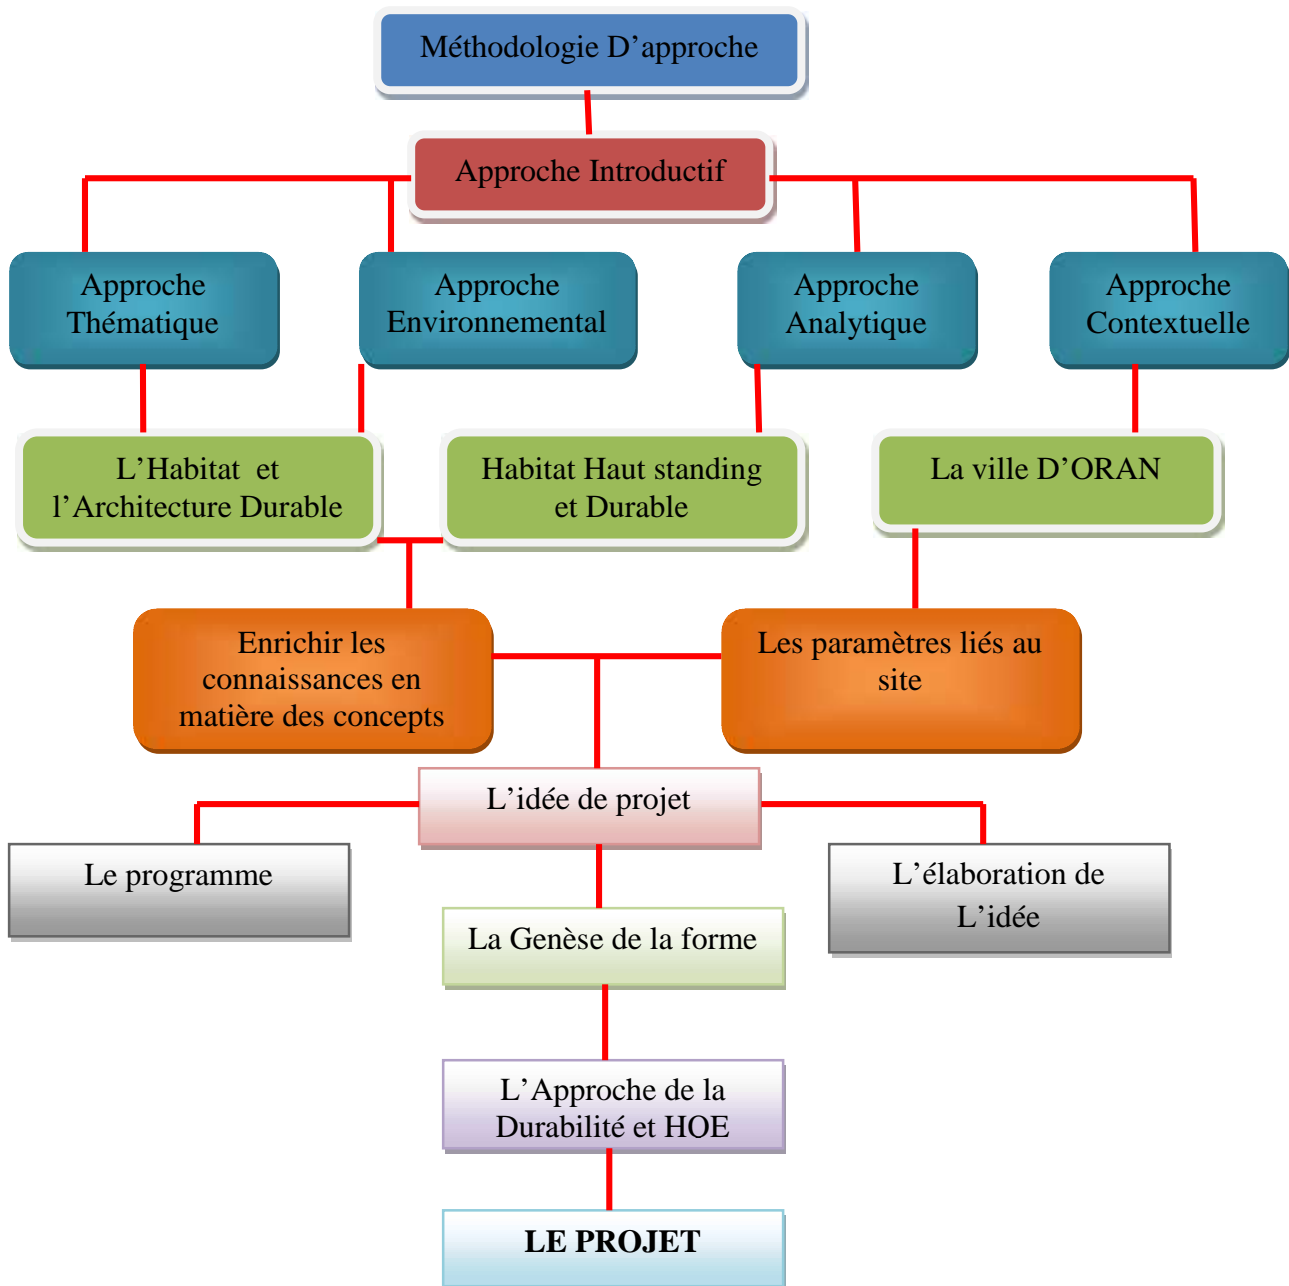 Méthodologie D’approche
Approche Introductif
Approche
Thématique
Approche
Environnemental
Approche
Analytique
Approche
Contextuelle
L’Habitat et
l’Architecture Durable
Habitat Haut standing
et Durable
La ville D’ORAN
Enrichir les
connaissances en
matière des concepts
Les paramètres liés au
site
L’idée de projet
Le programme
L’élaboration de
L’idée
La Genèse de la forme
L’Approche de la
Durabilité et HOE
LE PROJET